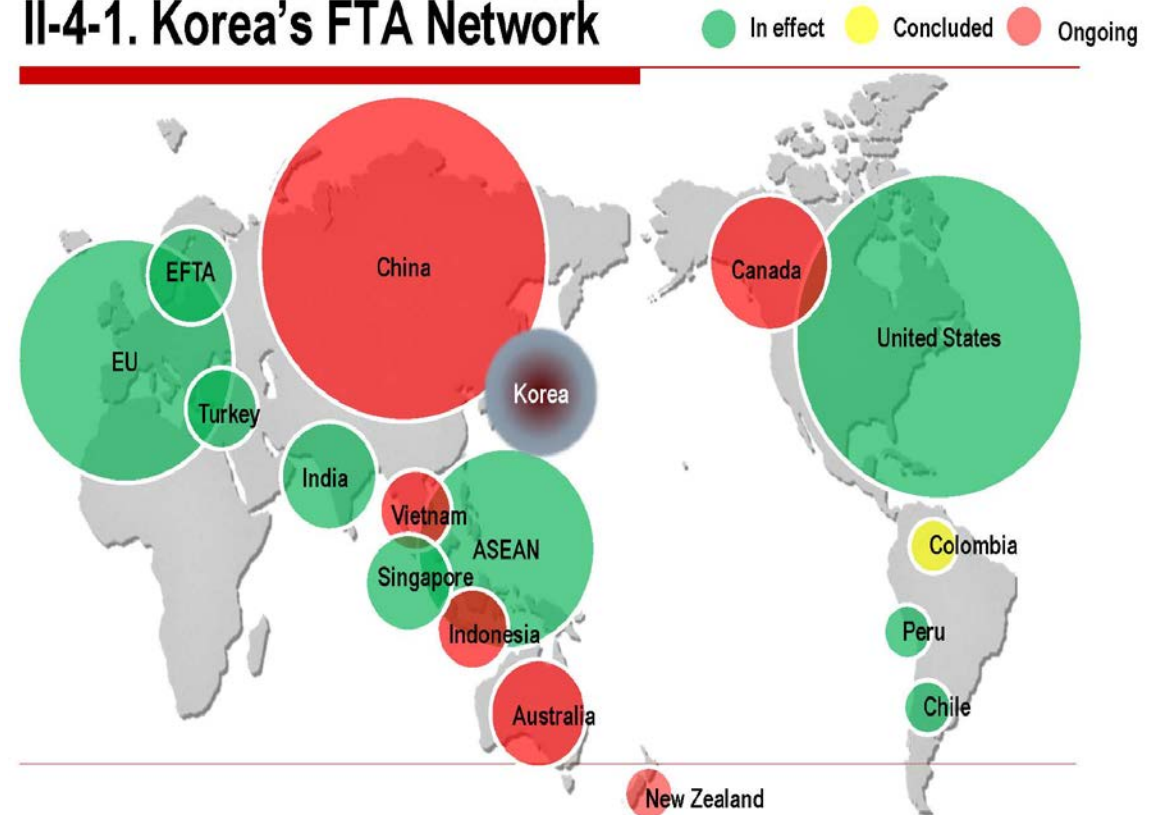 II-4-1. Korea's FTA Network
In effect
Concluded
Ongoing
EFTA
China
Canada
EU
United States
Korea
Turkey
India
Vietnam
ASEAN
Singapore
Colombia
Indonesia
Peru
Chile
Australia
New Zealand